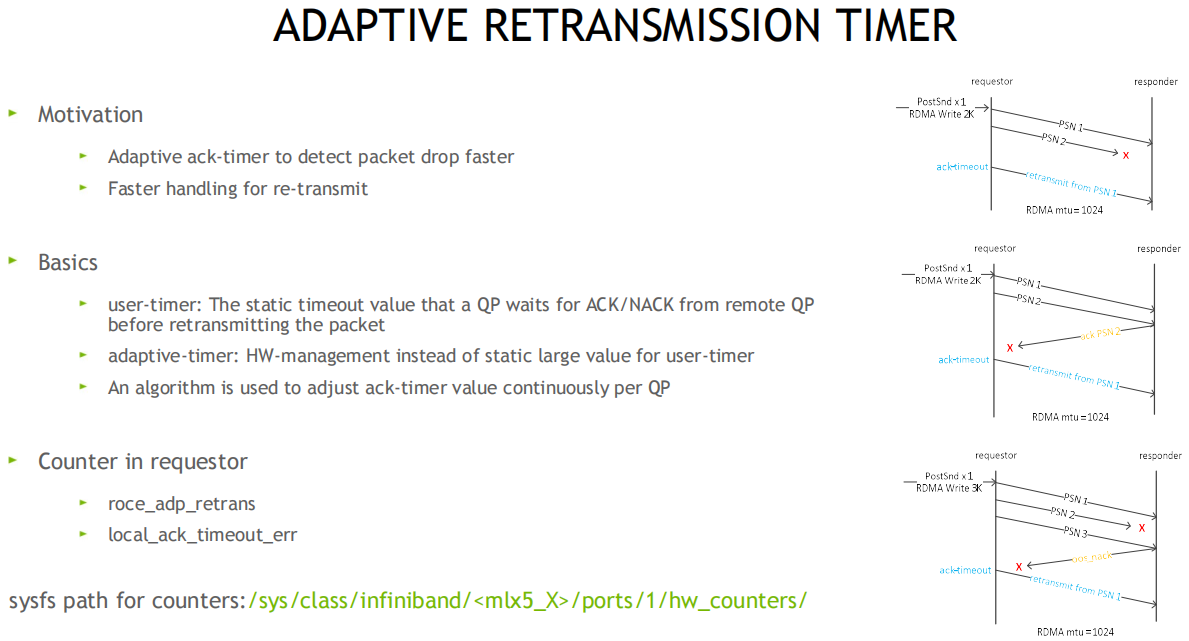 ADAPTIVE RETRANSMISSION TIMER
Motivation
Adaptive ack-timer to detect packet drop faster
Faster handling for re-transmit
Basics
user-timer: The static timeout value that a QP waits for ACK/NACK from remote QP
before retransmitting the packet
adaptive-timer: HW-management instead of static large value for user-timer
An algorithm is used to adjust ack-timer value continuously per QP
Counter in requestor
roce_adp_retrans
local_ack_timeout_err
sysfs path for counters:/sys/class/infiniband/<mlx5_X>/ports/1/hw_counters/
requestor
responder
PostSnd x1
RDMA Write 2K
PSN 1
PSN 2
X
ack-timeout
retransmit from PSN 1
RDMA mtu = 1024
requestor
responder
PostSnd x1
RDMA Write 2K
PSN 1
PSN 2
ack PSN 2
X
ack-timeout
retransmit from PSN 1
RDMA mtu = 1024
requestor
responder
PostSnd x1
RDMA Write 3K
PSN 1
PSN 2
X
PSN 3
oos_nack
X
ack-timeout
retransmit from PSN 1
RDMA mtu = 1024